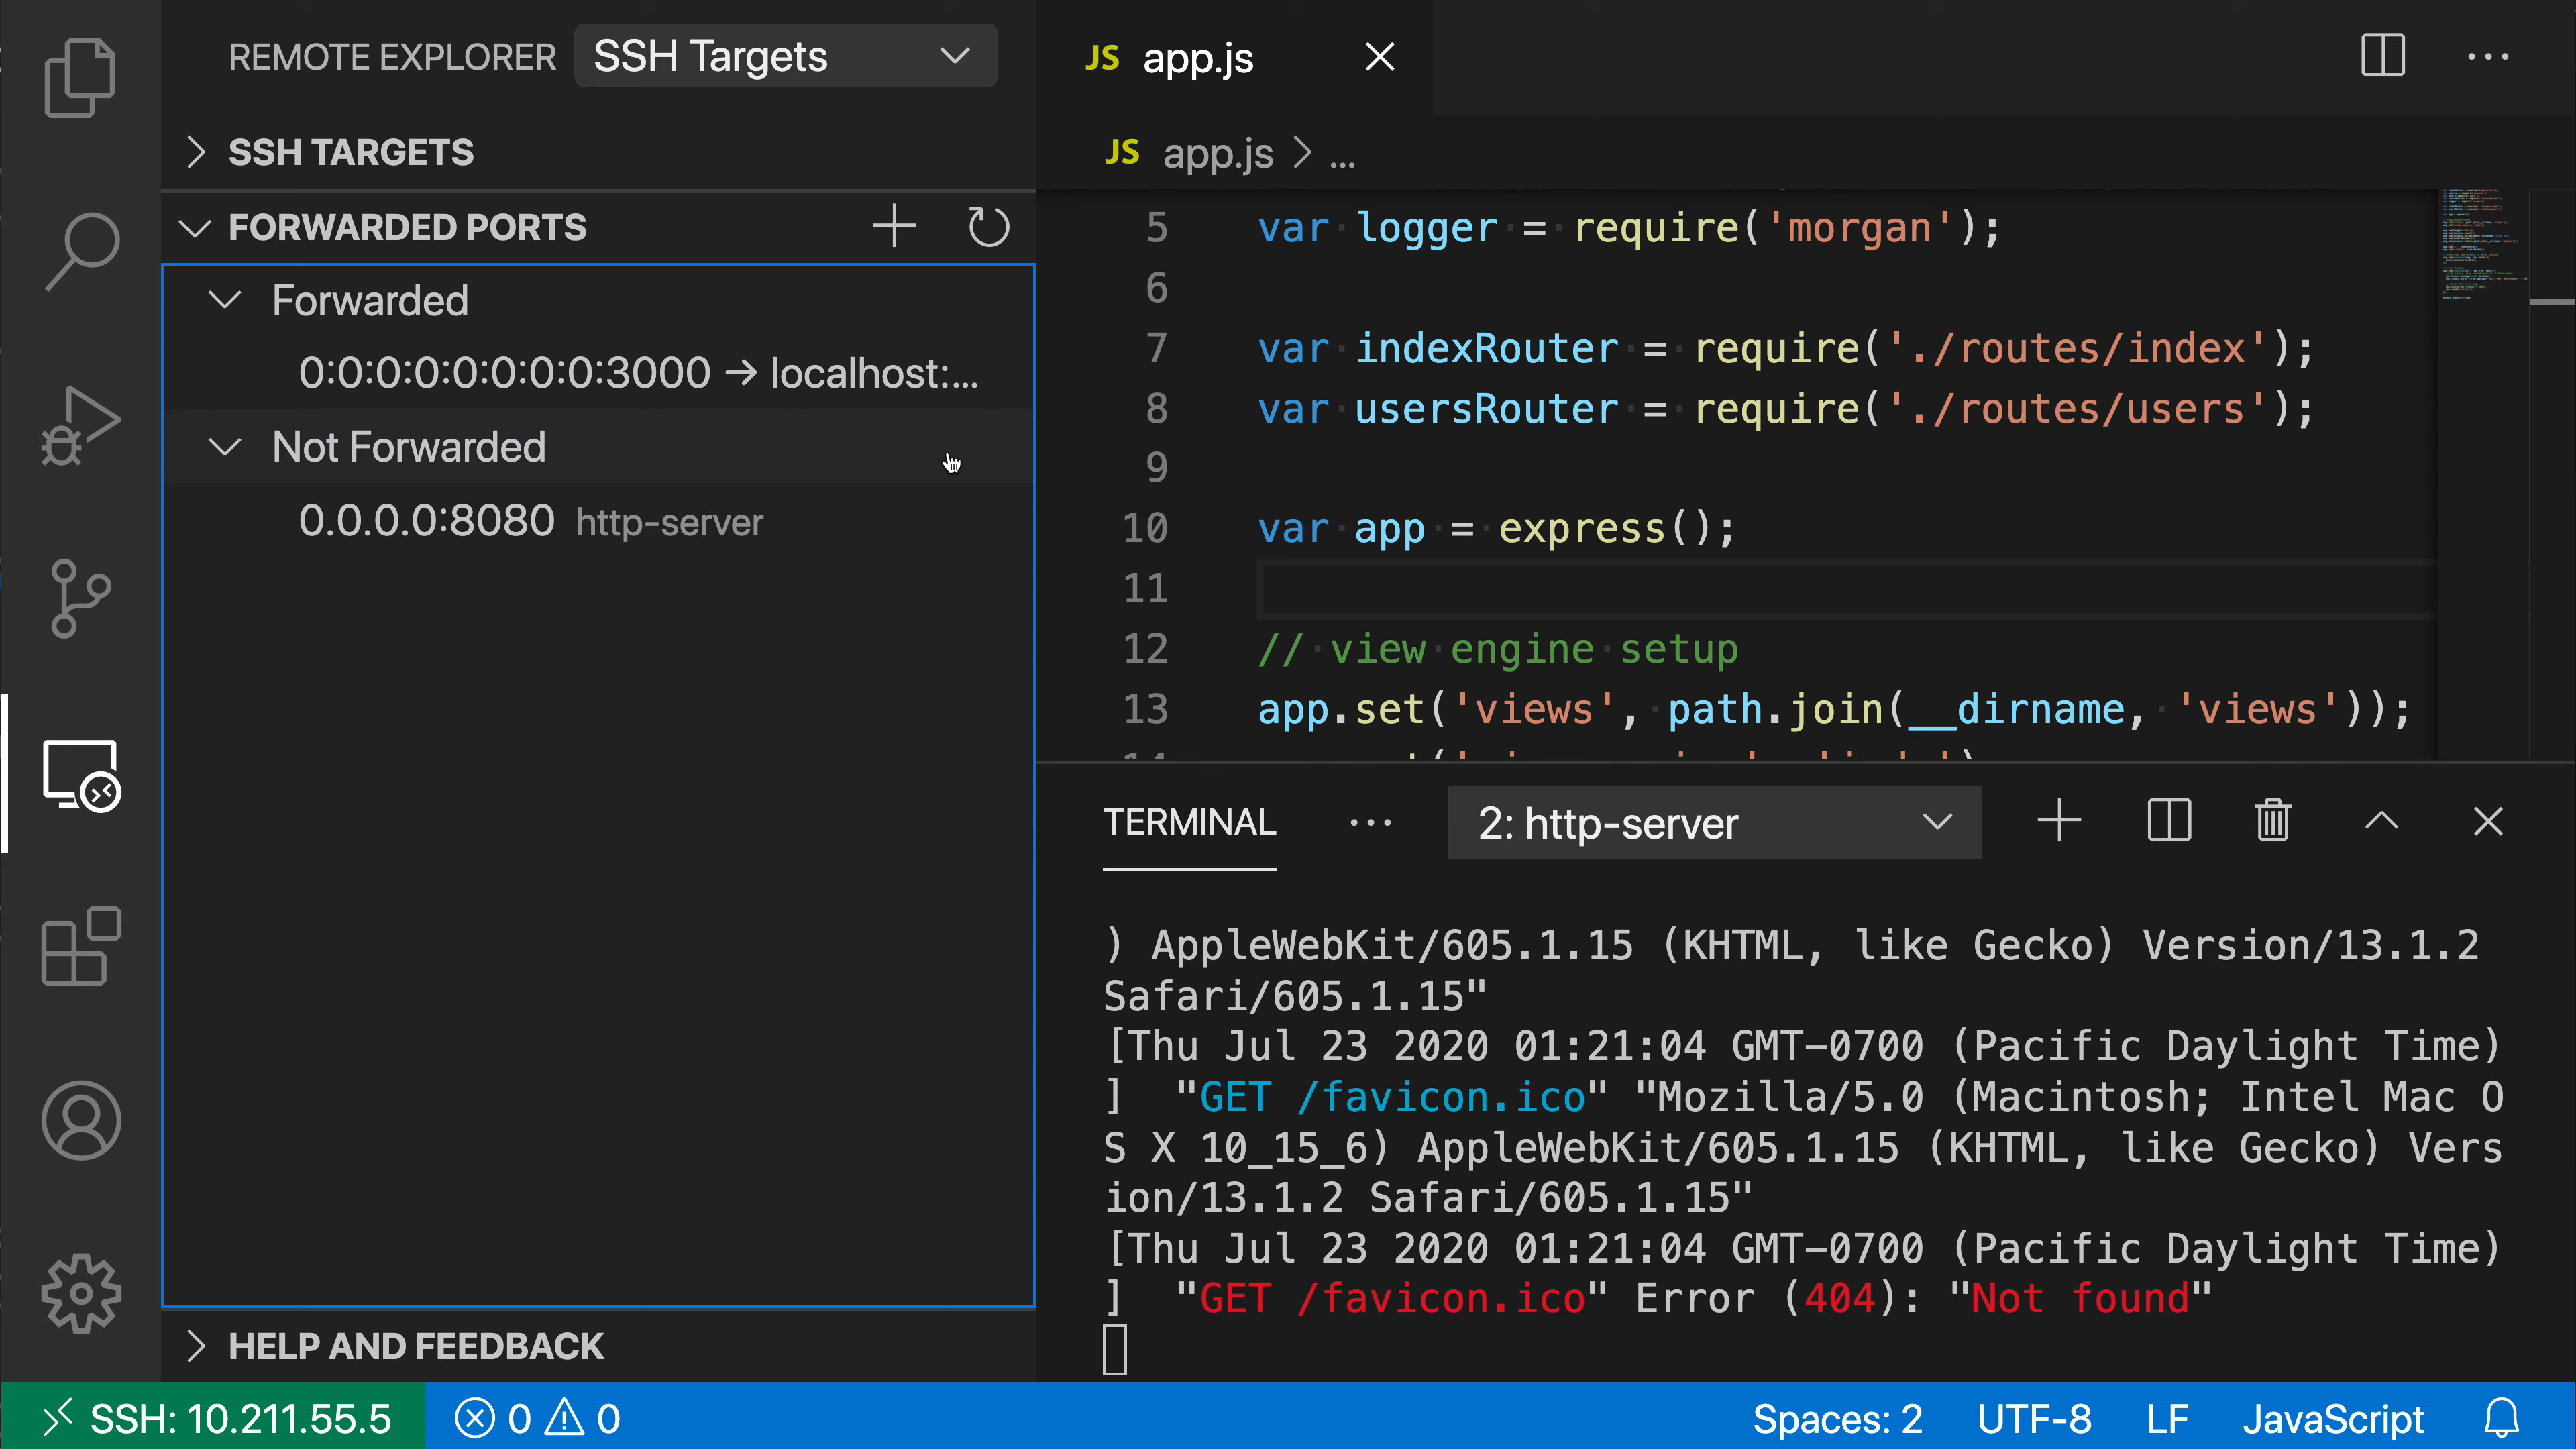 REMOTE EXPLORER SSH Targets
SSH TARGETS
FORWARDED PORTS
Forwarded
0:0:0:0:0:0:0:0:3000 → localhost:...
Not Forwarded
0.0.0.0:8080 http-server
HELP AND FEEDBACK
JS app.js
JS app.js > ...
5 var logger = require('morgan');
6
7 var indexRouter = require('./routes/index');
8 var usersRouter = require('./routes/users');
9
10 var app = express();
11
12 // view engine setup
13 app.set('views', path.join(__dirname, 'views'));
TERMINAL ... 2: http-server
) AppleWebKit/605.1.15 (KHTML, like Gecko) Version/13.1.2
Safari/605.1.15"
[Thu Jul 23 2020 01:21:04 GMT-0700 (Pacific Daylight Time)
] "GET /favicon.ico" "Mozilla/5.0 (Macintosh; Intel Mac O
S X 10_15_6) AppleWebKit/605.1.15 (KHTML, like Gecko) Vers
ion/13.1.2 Safari/605.1.15"
[Thu Jul 23 2020 01:21:04 GMT-0700 (Pacific Daylight Time)
] "GET /favicon.ico" Error (404): "Not found"
SSH: 10.211.55.5 0 0 Spaces: 2 UTF-8 LF JavaScript